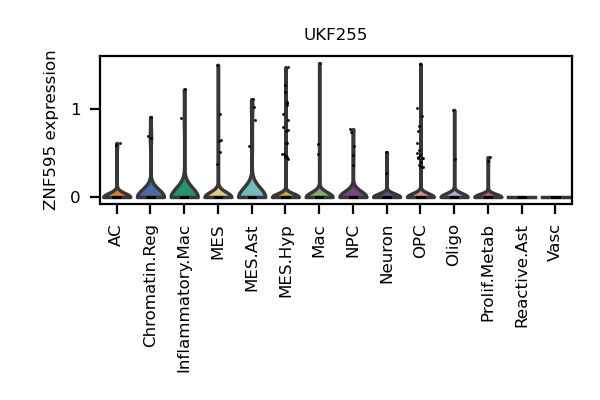 UKF255
ZNF595 expression
1
0
AC
Chromatin.Reg
Inflammatory.Mac
MES
MES.Ast
MES.Hyp
Mac
NPC
Neuron
OPC
Oligo
Prolif.Metab
Reactive.Ast
Vasc